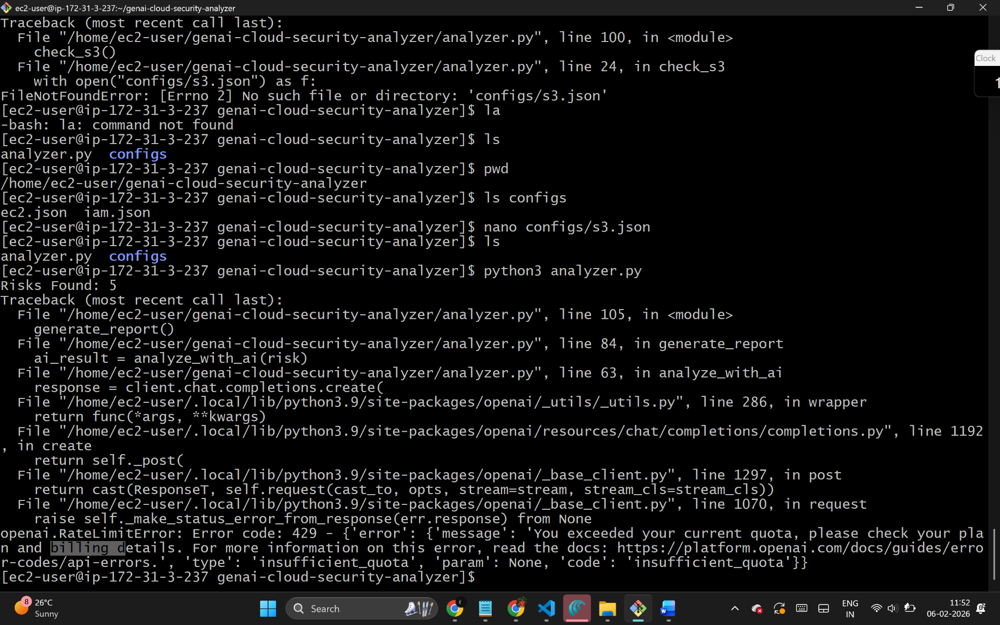 ec2-user@ip-172-31-3-237:~/genai-cloud-security-analyzer
Traceback (most recent call last):
  File "/home/ec2-user/genai-cloud-security-analyzer/analyzer.py", line 100, in <module>
    check_s3()
  File "/home/ec2-user/genai-cloud-security-analyzer/analyzer.py", line 24, in check_s3
    with open("configs/s3.json") as f:
FileNotFoundError: [Errno 2] No such file or directory: 'configs/s3.json'
[ec2-user@ip-172-31-3-237 genai-cloud-security-analyzer]$ la
-bash: la: command not found
[ec2-user@ip-172-31-3-237 genai-cloud-security-analyzer]$ ls
analyzer.py  configs
[ec2-user@ip-172-31-3-237 genai-cloud-security-analyzer]$ pwd
/home/ec2-user/genai-cloud-security-analyzer
[ec2-user@ip-172-31-3-237 genai-cloud-security-analyzer]$ ls configs
ec2.json  iam.json
[ec2-user@ip-172-31-3-237 genai-cloud-security-analyzer]$ nano configs/s3.json
[ec2-user@ip-172-31-3-237 genai-cloud-security-analyzer]$ ls
analyzer.py  configs
[ec2-user@ip-172-31-3-237 genai-cloud-security-analyzer]$ python3 analyzer.py
Risks Found: 5
Traceback (most recent call last):
  File "/home/ec2-user/genai-cloud-security-analyzer/analyzer.py", line 105, in <module>
    generate_report()
  File "/home/ec2-user/genai-cloud-security-analyzer/analyzer.py", line 84, in generate_report
    ai_result = analyze_with_ai(risk)
  File "/home/ec2-user/genai-cloud-security-analyzer/analyzer.py", line 63, in analyze_with_ai
    response = client.chat.completions.create(
  File "/home/ec2-user/.local/lib/python3.9/site-packages/openai/_utils/_utils.py", line 286, in wrapper
    return func(*args, **kwargs)
  File "/home/ec2-user/.local/lib/python3.9/site-packages/openai/resources/chat/completions/completions.py", line 1192
, in create
    return self._post(
  File "/home/ec2-user/.local/lib/python3.9/site-packages/openai/_base_client.py", line 1297, in post
    return cast(ResponseT, self.request(cast_to, opts, stream=stream, stream_cls=stream_cls))
  File "/home/ec2-user/.local/lib/python3.9/site-packages/openai/_base_client.py", line 1070, in request
    raise self._make_status_error_from_response(err.response) from None
openai.RateLimitError: Error code: 429 - {'error': {'message': 'You exceeded your current quota, please check your pla
n and billing details. For more information on this error, read the docs: https://platform.openai.com/docs/guides/erro
r-codes/api-errors.', 'type': 'insufficient_quota', 'param': None, 'code': 'insufficient_quota'}}
[ec2-user@ip-172-31-3-237 genai-cloud-security-analyzer]$
Clock
1
8
26°C
Sunny
Search
W
ENG
IN
11:52
06-02-2026